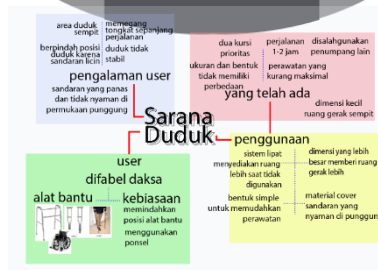 area duduk
sempit
memegang
tongkat sepanjang
perjalanan
berpindah posisi
duduk karena
sandaran licin
duduk tidak
stabil
pengalaman user
sandaran yang panas
dan tidak nyaman di
permukaan punggung
dua kursi
prioritas
perjalanan
1-2 jam
disalahgunakan
penumpang lain
ukuran dan bentuk
tidak memiliki
perbedaan
perawatan yang
kurang maksimal
yang telah ada
dimensi kecil
ruang gerak sempit
Sarana
Duduk
penggunaan
sistem lipat
menyediakan ruang
lebih saat tidak
digunakan
dimensi yang lebih
besar memberi ruang
gerak lebih
bentuk simple
untuk memudahkan
perawatan
material cover
sandaran yang
nyaman di punggun
user
difabel daksa
alat bantu
kebiasaan
memindahkan
posisi alat bantu
menggunakan
ponsel